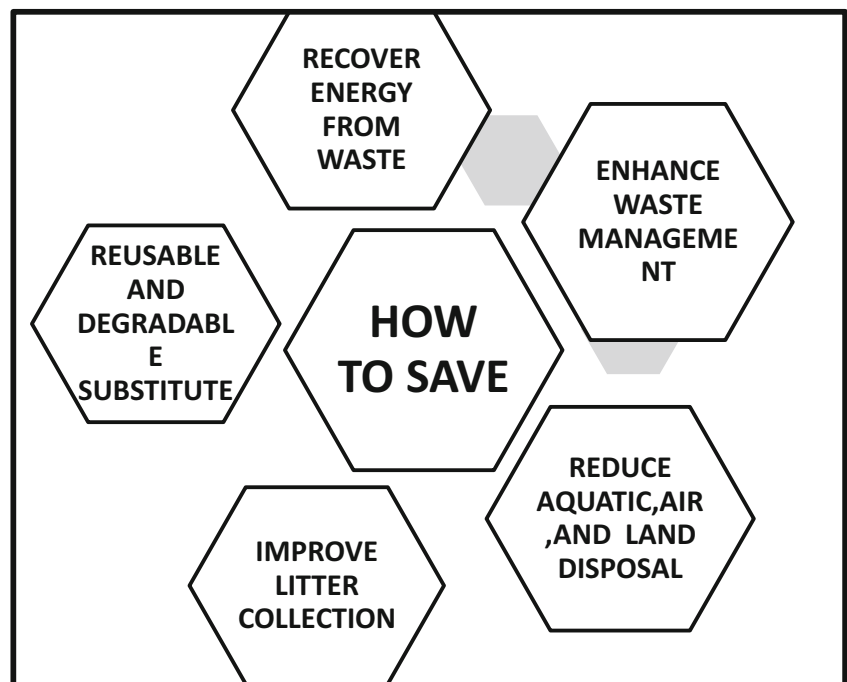 RECOVER
ENERGY
FROM
WASTE
ENHANCE
WASTE
MANAGEME
NT
REUSABLE
AND
DEGRADABL
E
SUBSTITUTE
HOW
TO SAVE
REDUCE
AQUATIC,AIR
,AND LAND
DISPOSAL
IMPROVE
LITTER
COLLECTION